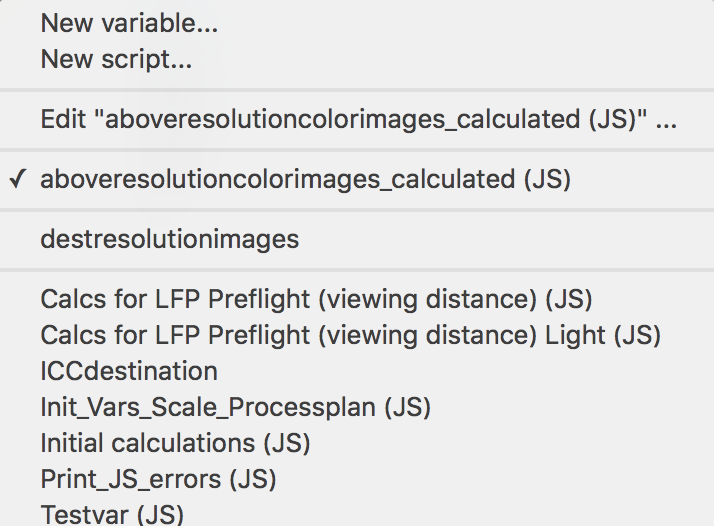 New variable...
New script...
Edit "aboveresolutioncolorimages_calculated (JS)" ...
✓ aboveresolutioncolorimages_calculated (JS)
destresolutionimages
Calcs for LFP Preflight (viewing distance) (JS)
Calcs for LFP Preflight (viewing distance) Light (JS)
ICCdestination
Init_Vars_Scale_Processplan (JS)
Initial calculations (JS)
Print_JS_errors (JS)
Testvar (JS)